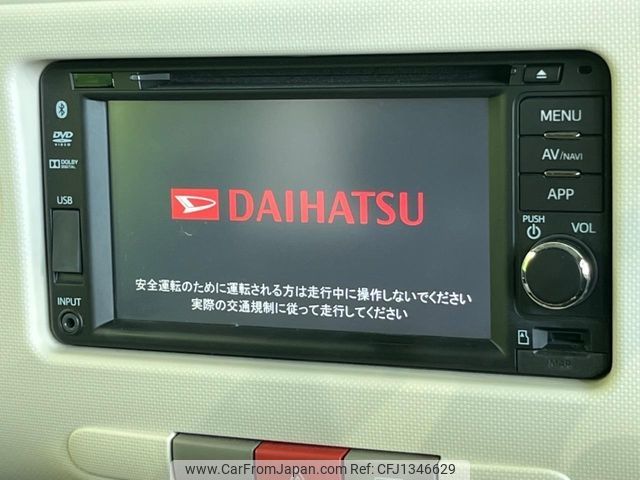 MENU
AV/NAVI
APP
PUSH
VOL
DVD
VIDEO
DOLBY
DIGITAL
USB
INPUT
DAIHATSU
安全運転のために運転される方は走行中に操作しないでください
実際の交通規制に従って走行してください
MAP
www.CarFromJapan.com - CFJ1346629